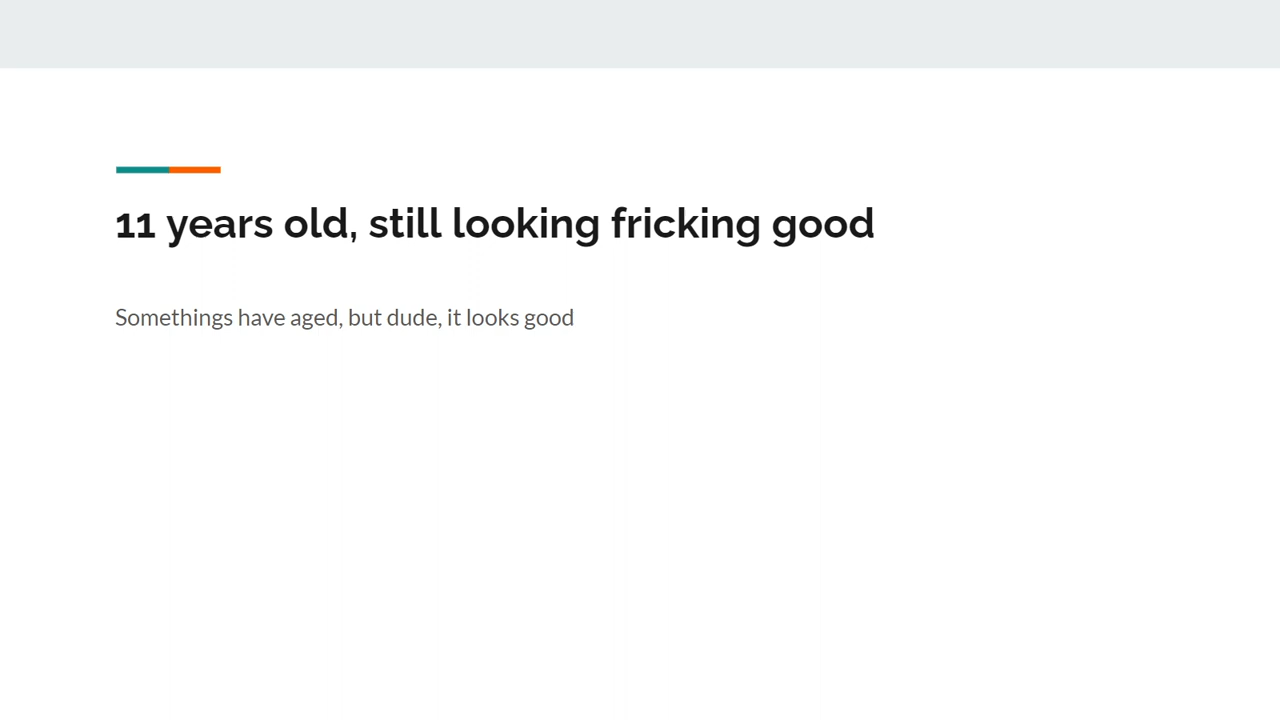 11 years old, still looking fricking good
Somethings have aged, but dude, it looks good